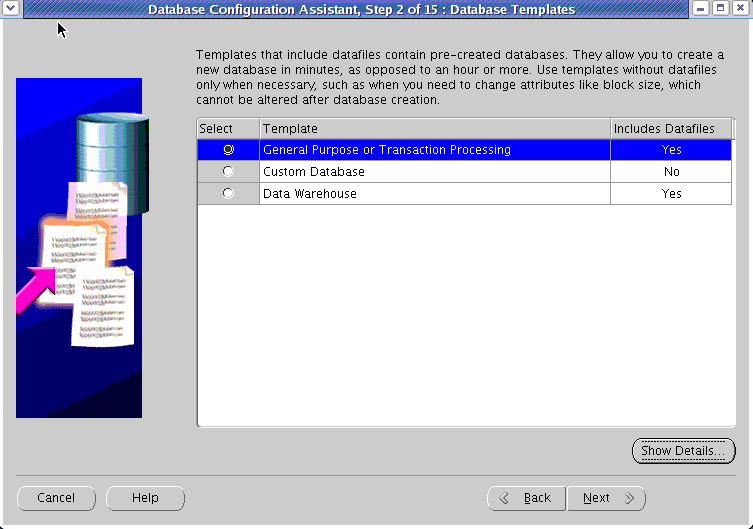 Database Configuration Assistant, Step 2 of 15 : Database Templates
Templates that include datafiles contain pre-created databases. They allow you to create a
new database in minutes, as opposed to an hour or more. Use templates without datafiles
only when necessary, such as when you need to change attributes like block size, which
cannot be altered after database creation.
Select Template Includes Datafiles
General Purpose or Transaction Processing Yes
Custom Database No
Data Warehouse Yes
Show Details...
Cancel Help Back Next